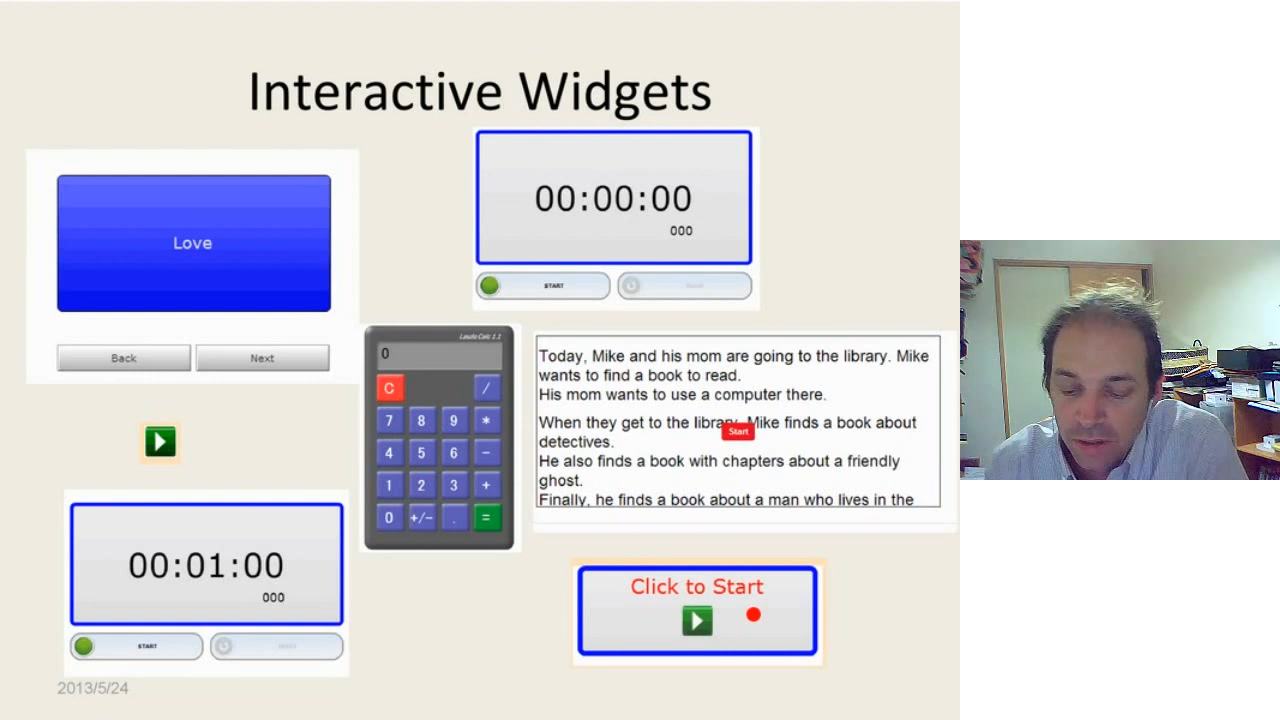 Interactive Widgets
Love
Back
Next
00:00:00
000
START
Laszlo Calc 1.1
0
C
/
7 8 9 *
4 5 6 -
1 2 3 +
0 +/- . =
Today, Mike and his mom are going to the library. Mike
wants to find a book to read.
His mom wants to use a computer there.
When they get to the library, Mike finds a book about
detectives.
He also finds a book with chapters about a friendly
ghost.
Finally, he finds a book about a man who lives in the
Start
00:01:00
000
START
Click to Start
2013/5/24